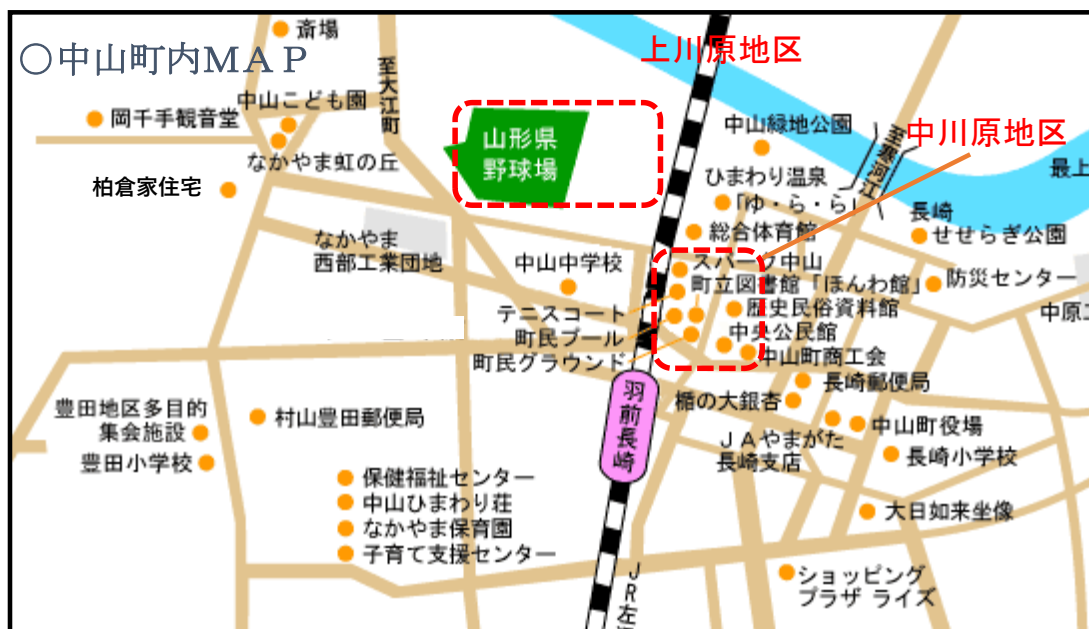 ○中山町内MAP
斎場
上川原地区
至大江町
中山こども園
岡千手観音堂
なかやま虹の丘
柏倉家住宅
山形県
野球場
中山緑地公園
至寒河江
中川原地区
最上
ひまわり温泉
「ゆ・ら・ら」
長崎
せせらぎ公園
総合体育館
なかやま
西部工業団地
中山中学校
スパーク中山
町立図書館「ほんわ館」
防災センター
テニスコート
歴史民俗資料館
中原工
町民プール
中央公民館
町民グラウンド
中山町商工会
羽前長崎
長崎郵便局
楯の大銀杏
豊田地区多目的
集会施設
村山豊田郵便局
中山町役場
JAやまがた
長崎支店
豊田小学校
長崎小学校
保健福祉センター
中山ひまわり荘
なかやま保育園
子育て支援センター
大日如来坐像
ショッピング
プラザ ライズ
JR左